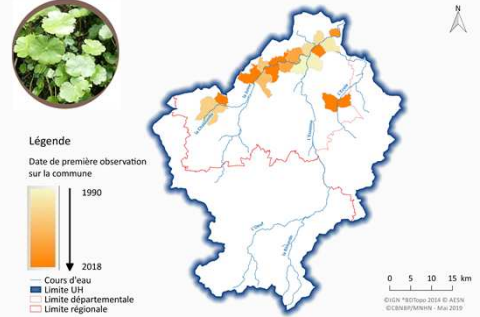 N
Légende
Date de première observation
sur la commune
1990
2018
Cours d'eau
Limite UH
Limite départementale
Limite régionale
0 5 10 15 km
©IGN ®BDTopo 2014 © AESN
©CBNBP/MNHN - Mai 2019